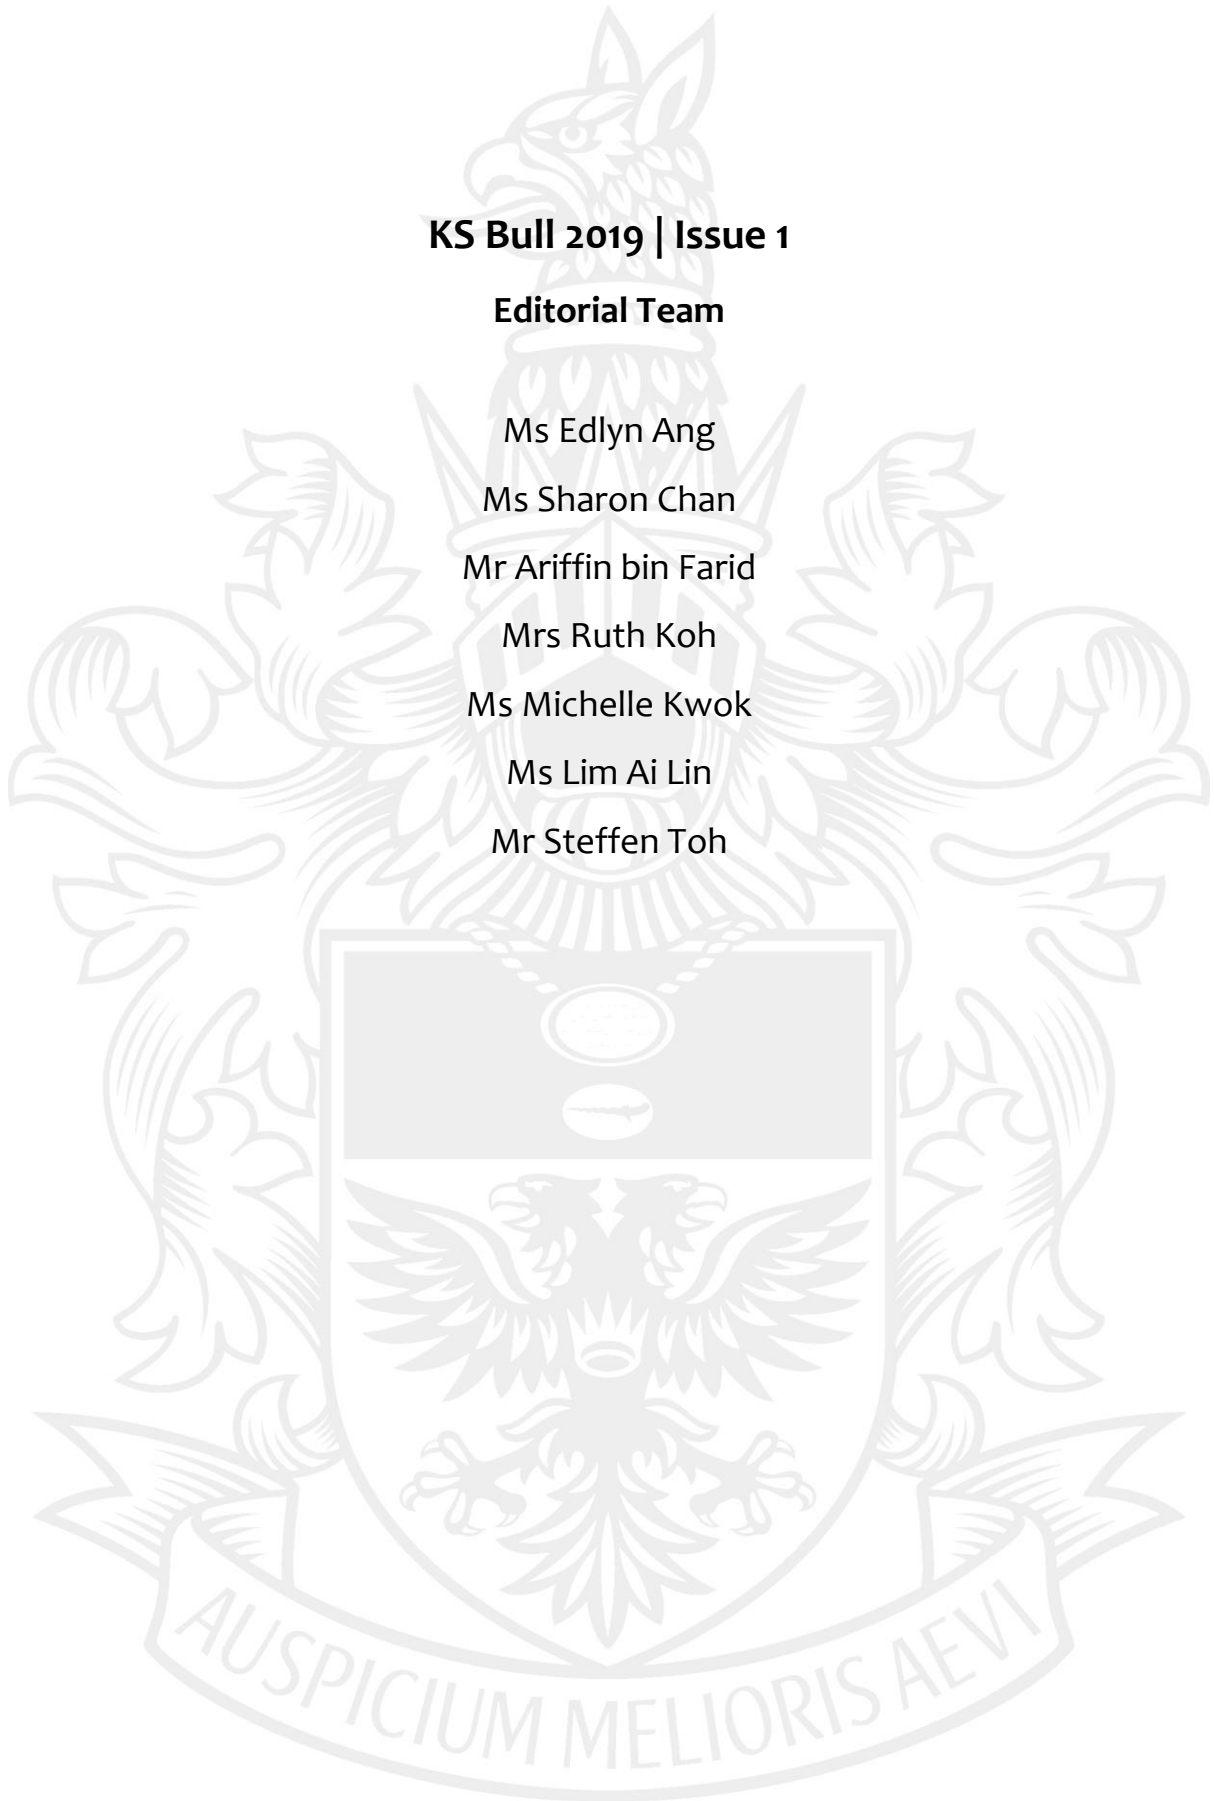 KS Bull 2019 | Issue 1
Editorial Team
Ms Edlyn Ang
Ms Sharon Chan
Mr Ariffin bin Farid
Mrs Ruth Koh
Ms Michelle Kwok
Ms Lim Ai Lin
Mr Steffen Toh
AUSPICIUM MELIORIS AEVI